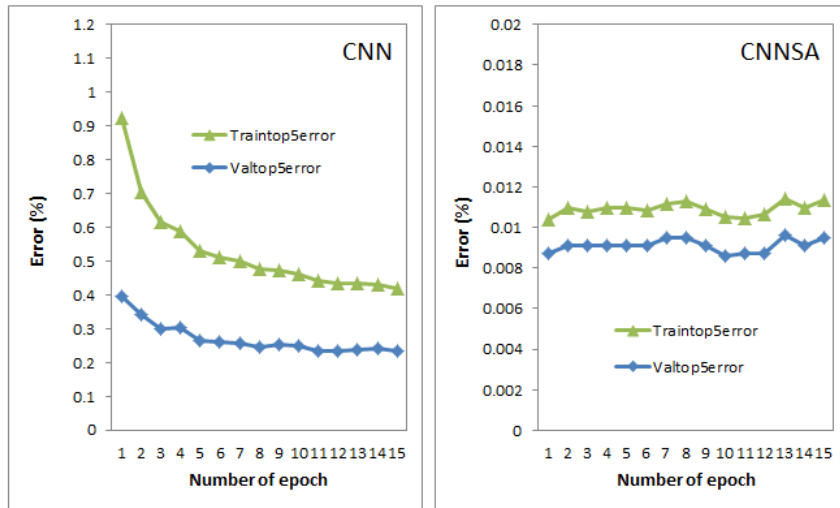 CNN
1.2
1.1
1
0.9
0.8
0.7
0.6
0.5
0.4
0.3
0.2
0.1
0
Error (%)
Traintop5error
Valtop5error
1 2 3 4 5 6 7 8 9 10 11 12 13 14 15
Number of epoch
CNNSA
0.02
0.018
0.016
0.014
0.012
0.01
0.008
0.006
0.004
0.002
0
Error (%)
Traintop5error
Valtop5error
1 2 3 4 5 6 7 8 9 10 11 12 13 14 15
Number of epoch